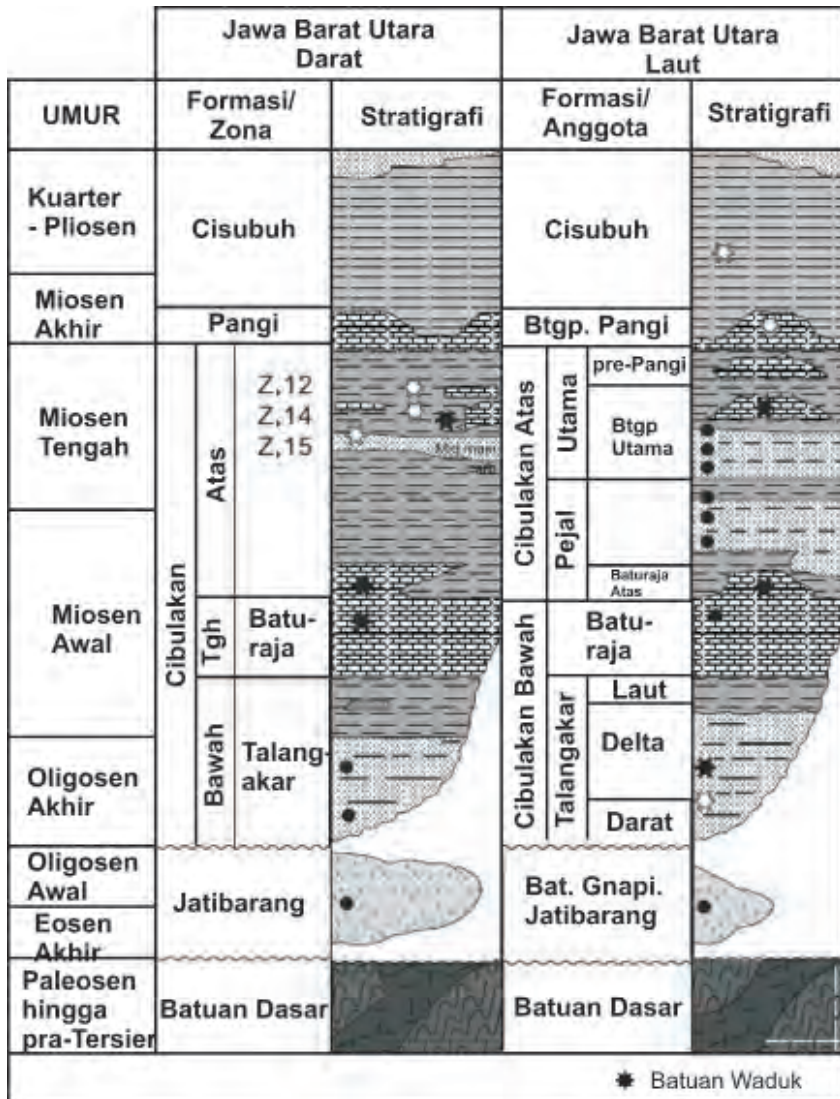 Jawa Barat Utara
Darat
Jawa Barat Utara
Laut
UMUR
Formasi/
Zona
Stratigrafi
Formasi/
Anggota
Stratigrafi
Kuarter
- Pliosen
Cisubuh
Cisubuh
Miosen
Akhir
Pangi
Btgp. Pangi
Miosen
Tengah
Cibulakan
Atas
Z,12
Z,14
Z,15
Cibulakan Atas
Utama
pre-Pangi
Btgp
Utama
Pejal
Baturaja
Atas
Miosen
Awal
Tgh
Batu-
raja
Cibulakan Bawah
Batu-
raja
Bawah
Talang-
akar
Talangakar
Laut
Delta
Darat
Oligosen
Akhir
Oligosen
Awal
Jatibarang
Bat. Gnapi.
Jatibarang
Eosen
Akhir
Paleosen
hingga
pra-Tersier
Batuan Dasar
Batuan Dasar
Batuan Waduk